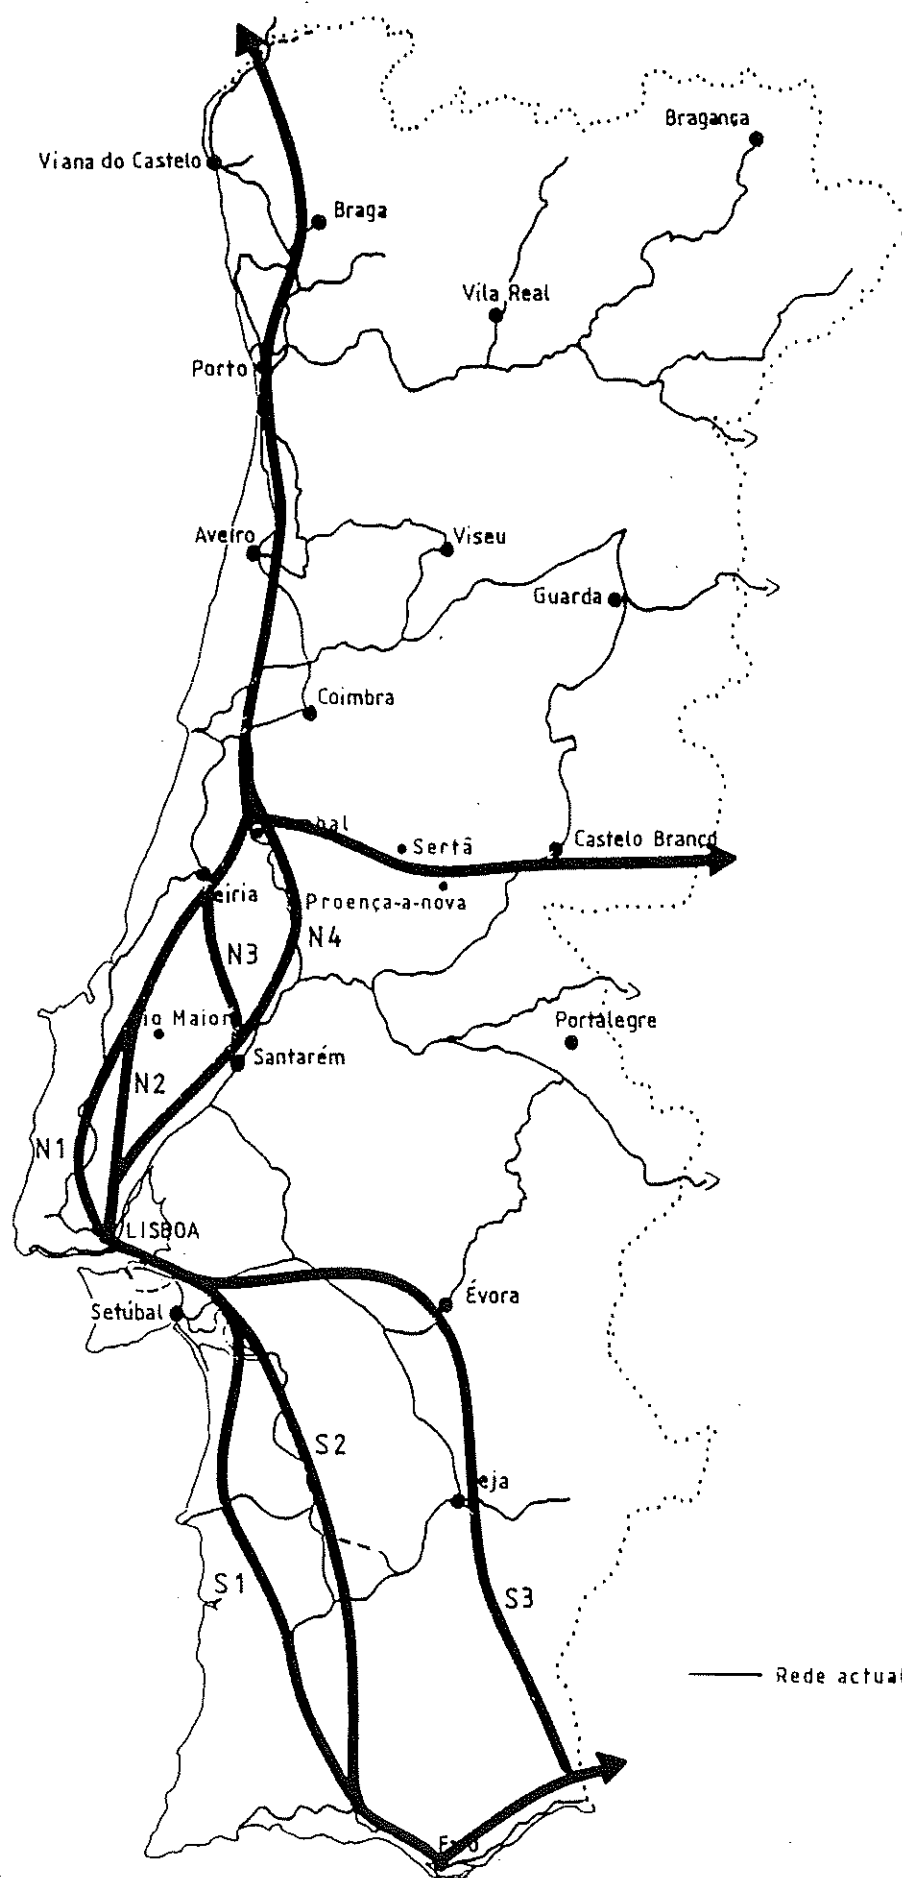 Bragança
Viana do Castelo
Braga
Vila Real
Porto
Aveiro
Viseu
Guarda
Coimbra
Sertã
Castelo Branco
Proença-a-nova
N4
N3
Portalegre
Santarém
N2
N1
LISBOA
Évora
Setúbal
S2
S1
S3
Rede actual